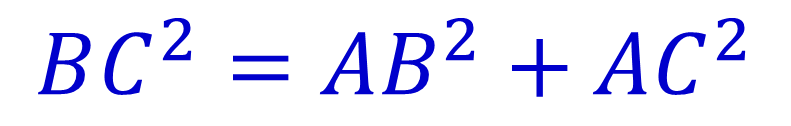 BC² = AB² + AC²